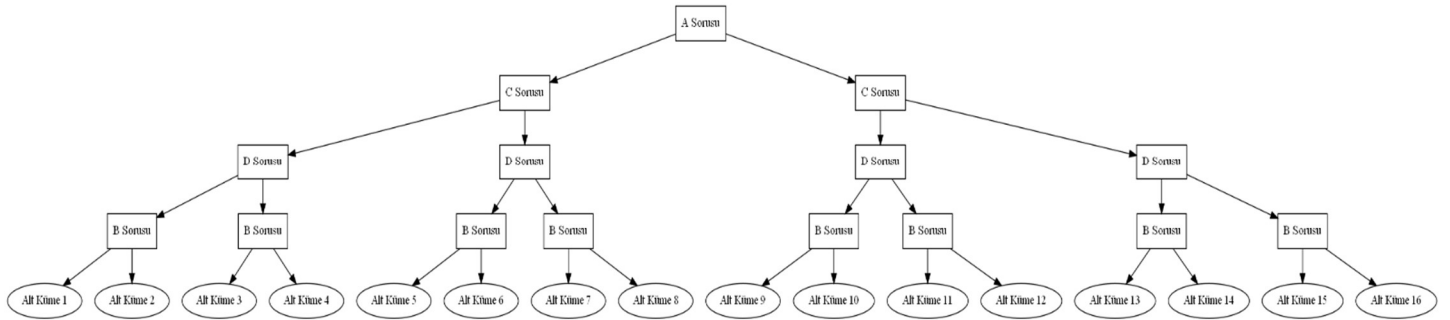 A Sorusu
C Sorusu
C Sorusu
D Sorusu
D Sorusu
D Sorusu
D Sorusu
B Sorusu
B Sorusu
B Sorusu
B Sorusu
B Sorusu
B Sorusu
B Sorusu
B Sorusu
Alt Küme 1
Alt Küme 2
Alt Küme 3
Alt Küme 4
Alt Küme 5
Alt Küme 6
Alt Küme 7
Alt Küme 8
Alt Küme 9
Alt Küme 10
Alt Küme 11
Alt Küme 12
Alt Küme 13
Alt Küme 14
Alt Küme 15
Alt Küme 16